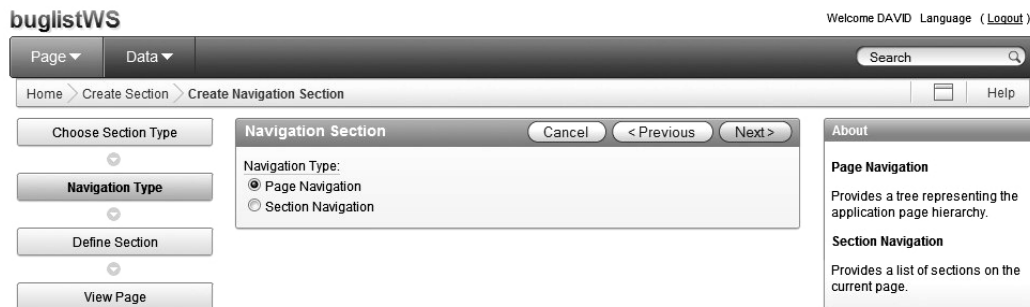 buglistWS
Welcome DAVID Language ( Logout )
Page Data
Search
Home Create Section Create Navigation Section
Help
Choose Section Type
Navigation Type
Define Section
View Page
Navigation Section
Cancel < Previous Next >
Navigation Type:
Page Navigation
Section Navigation
About
Page Navigation
Provides a tree representing the
application page hierarchy.
Section Navigation
Provides a list of sections on the
current page.